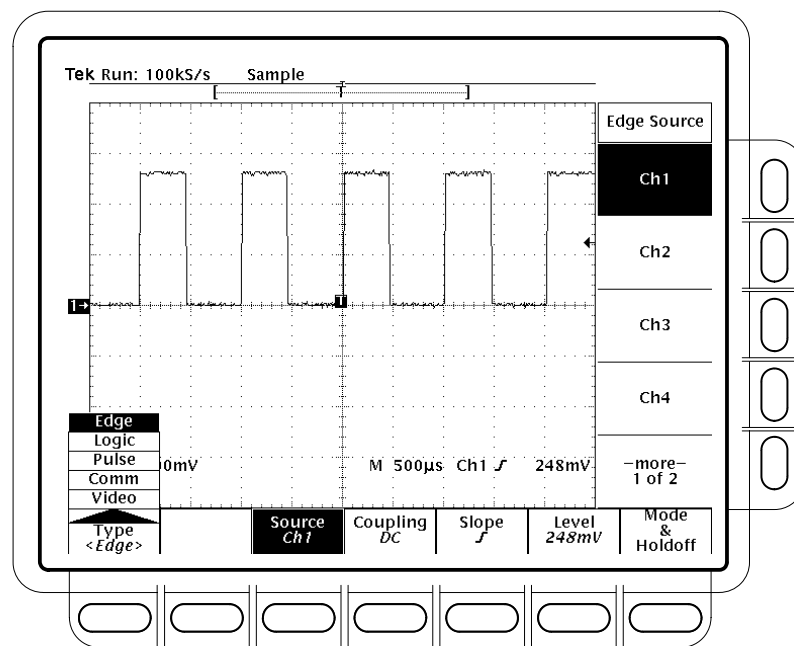 Tek Run: 100kS/s Sample
T
Edge Source
Ch1
Ch2
Ch3
Ch4
–more–
1 of 2
1→
T
Edge
Logic
Pulse
Comm
Video
0mV M 500µs Ch1 248mV
Type
<Edge>
Source
Ch1
Coupling
DC
Slope
Level
248mV
Mode
&
Holdoff